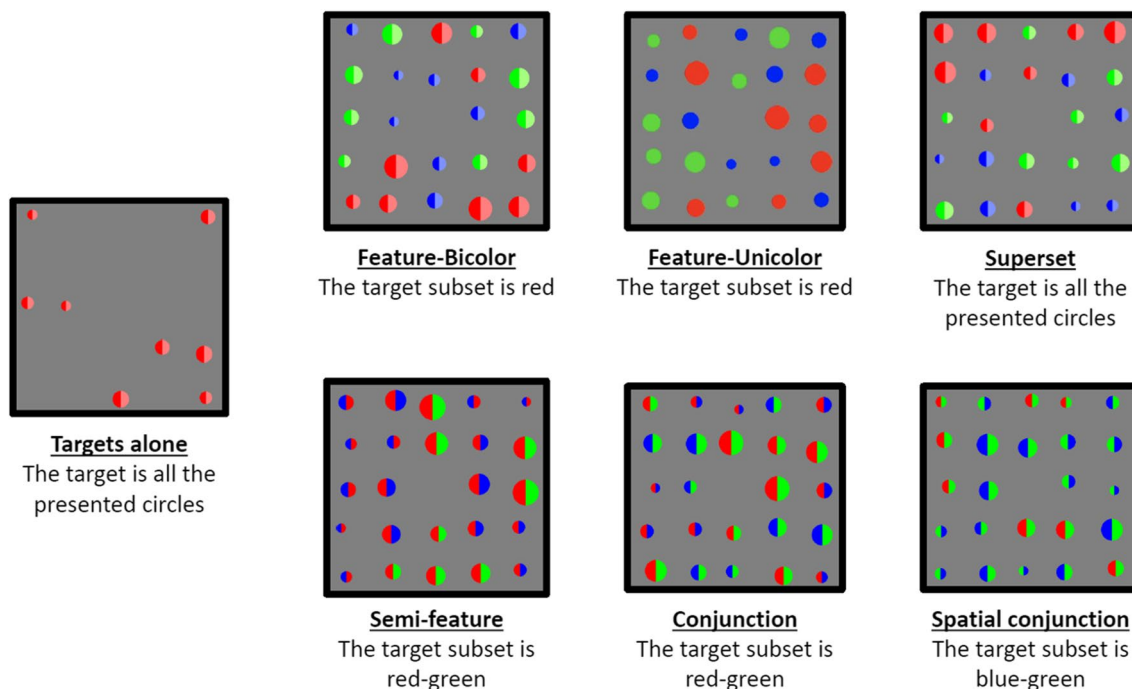 Feature-Bicolor
The target subset is red
Feature-Unicolor
The target subset is red
Superset
The target is all the
presented circles
Targets alone
The target is all the
presented circles
Semi-feature
The target subset is
red-green
Conjunction
The target subset is
red-green
Spatial conjunction
The target subset is
blue-green